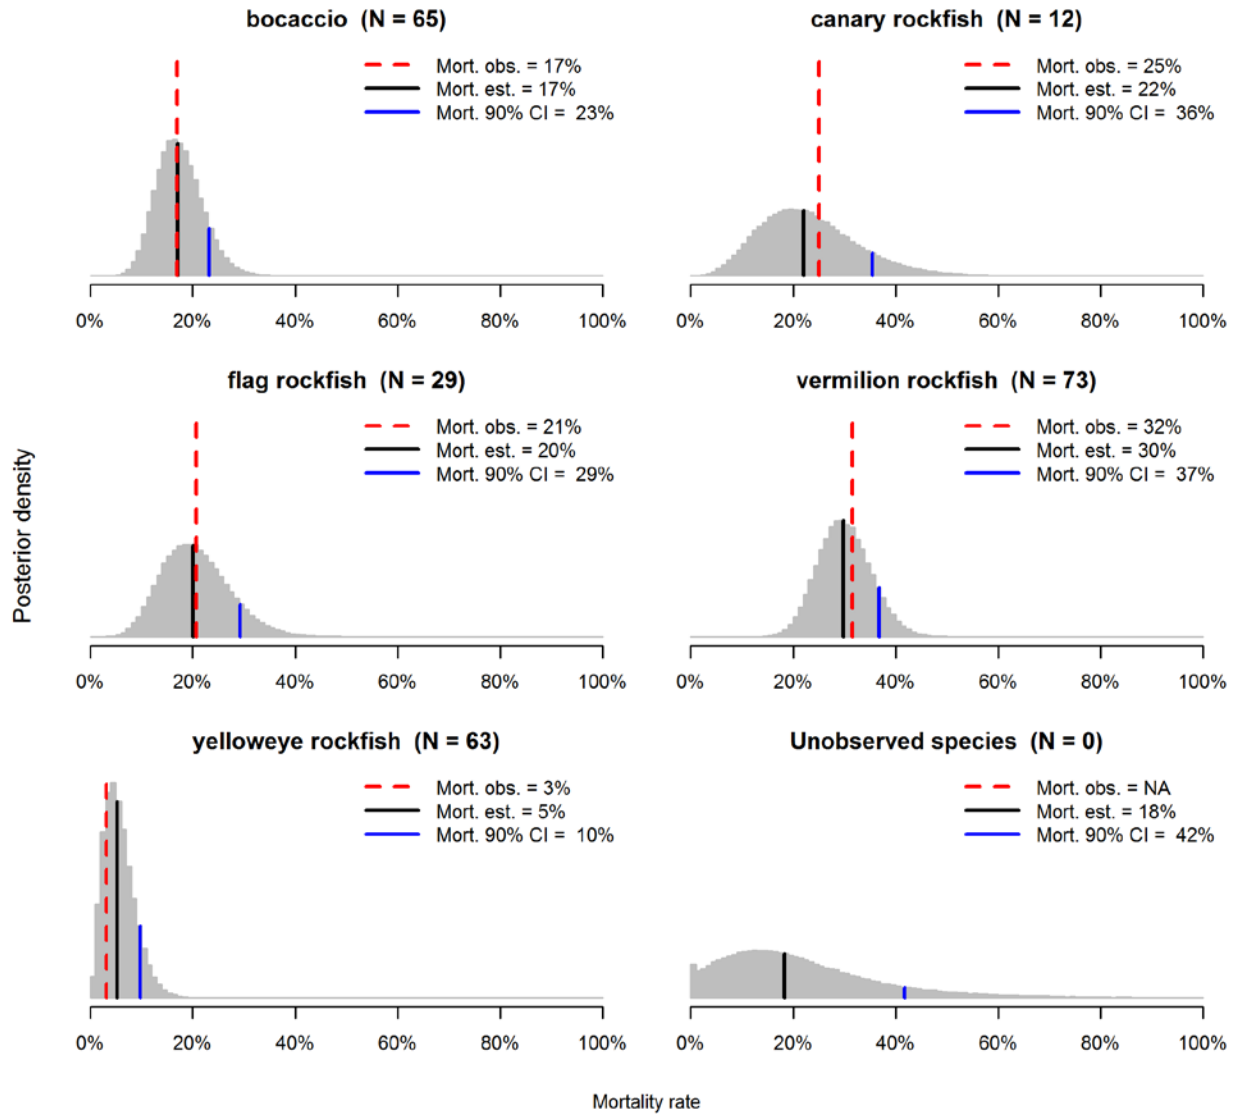 bocaccio (N = 65)
Mort. obs. = 17%
Mort. est. = 17%
Mort. 90% CI = 23%
0% 20% 40% 60% 80% 100%
canary rockfish (N = 12)
Mort. obs. = 25%
Mort. est. = 22%
Mort. 90% CI = 36%
0% 20% 40% 60% 80% 100%
flag rockfish (N = 29)
Mort. obs. = 21%
Mort. est. = 20%
Mort. 90% CI = 29%
0% 20% 40% 60% 80% 100%
vermilion rockfish (N = 73)
Mort. obs. = 32%
Mort. est. = 30%
Mort. 90% CI = 37%
0% 20% 40% 60% 80% 100%
Posterior density
yelloweye rockfish (N = 63)
Mort. obs. = 3%
Mort. est. = 5%
Mort. 90% CI = 10%
0% 20% 40% 60% 80% 100%
Unobserved species (N = 0)
Mort. obs. = NA
Mort. est. = 18%
Mort. 90% CI = 42%
0% 20% 40% 60% 80% 100%
Mortality rate